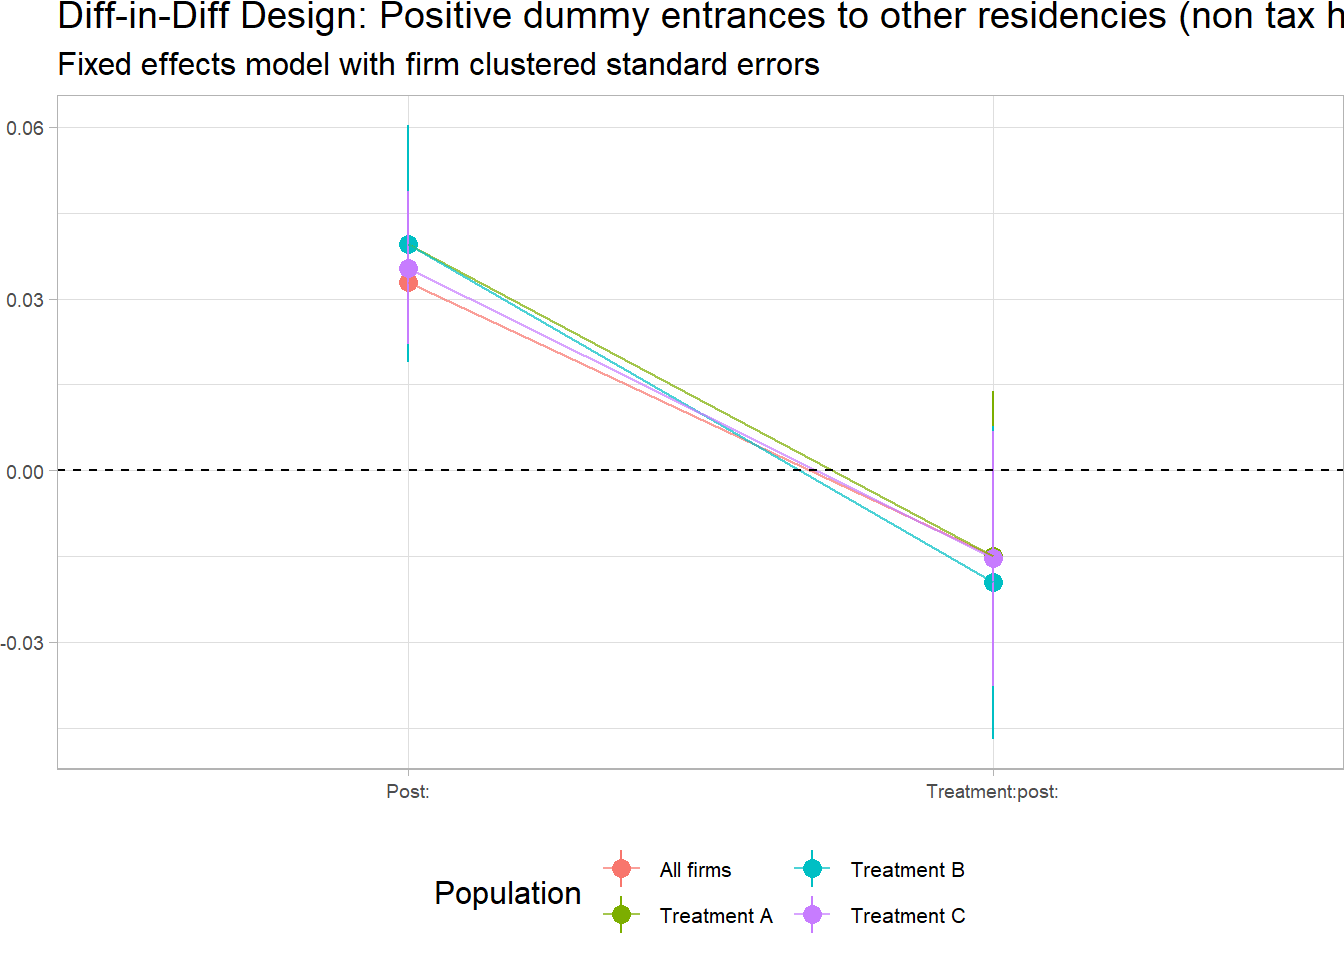 Diff-in-Diff Design: Positive dummy entrances to other residencies (non tax
Fixed effects model with firm clustered standard errors
0.06
0.03
0.00
-0.03
Post:
Treatment:post:
Population
All firms
Treatment B
Treatment A
Treatment C